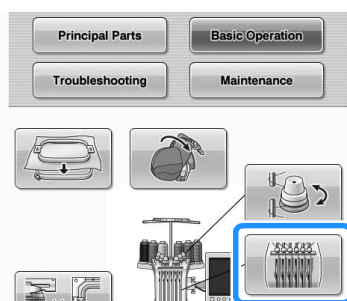 Principal Parts
Basic Operation
Troubleshooting
Maintenance